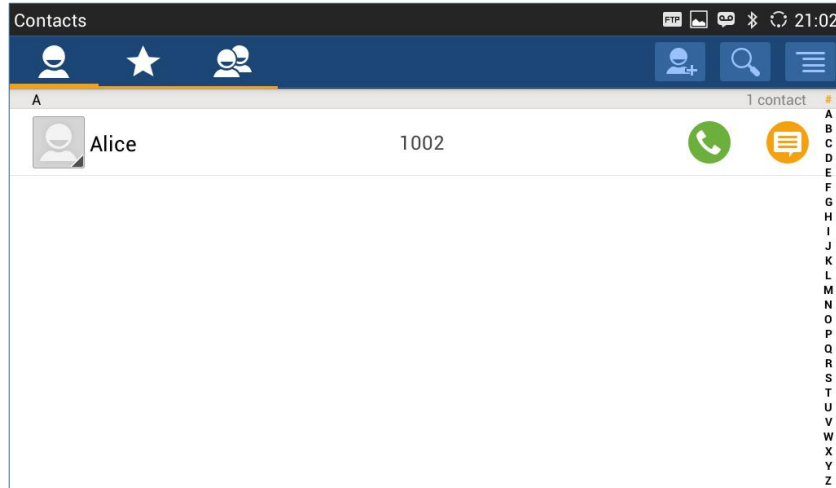 Contacts
FTP
21:02
A
1 contact
Alice
1002
#
A
B
C
D
E
F
G
H
I
J
K
L
M
N
O
P
Q
R
S
T
U
V
W
X
Y
Z